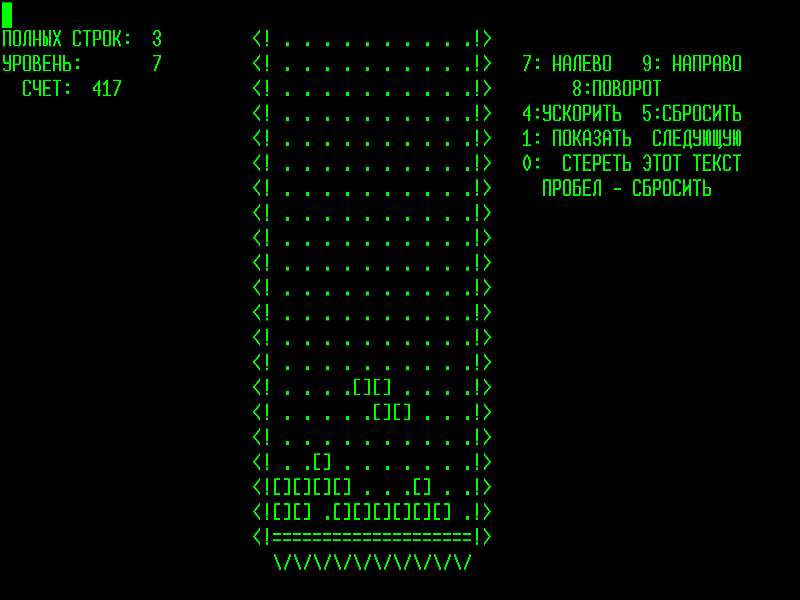 ПОЛНЫХ СТРОК:  3         <! . . . . . . . . . .!>
УРОВЕНЬ:       7         <! . . . . . . . . . .!>   7: НАЛЕВО   9: НАПРАВО
  СЧЕТ:  417             <! . . . . . . . . . .!>        8:ПОВОРОТ
                         <! . . . . . . . . . .!>   4:УСКОРИТЬ  5:СБРОСИТЬ
                         <! . . . . . . . . . .!>   1: ПОКАЗАТЬ  СЛЕДУЮЩУЮ
                         <! . . . . . . . . . .!>   0:  СТЕРЕТЬ ЭТОТ ТЕКСТ
                         <! . . . . . . . . . .!>     ПРОБЕЛ - СБРОСИТЬ
                         <! . . . . . . . . . .!>
                         <! . . . . . . . . . .!>
                         <! . . . . . . . . . .!>
                         <! . . . . . . . . . .!>
                         <! . . . . . . . . . .!>
                         <! . . . . . . . . . .!>
                         <! . . . . . . . . . .!>
                         <! . . . .[][] . . . .!>
                         <! . . . . .[][] . . .!>
                         <! . . . . . . . . . .!>
                         <! . .[] . . . . . . .!>
                         <![][][][] . . .[] . .!>
                         <![][] .[][][][][][] .!>
                         <!====================!>
                           \/\/\/\/\/\/\/\/\/\/